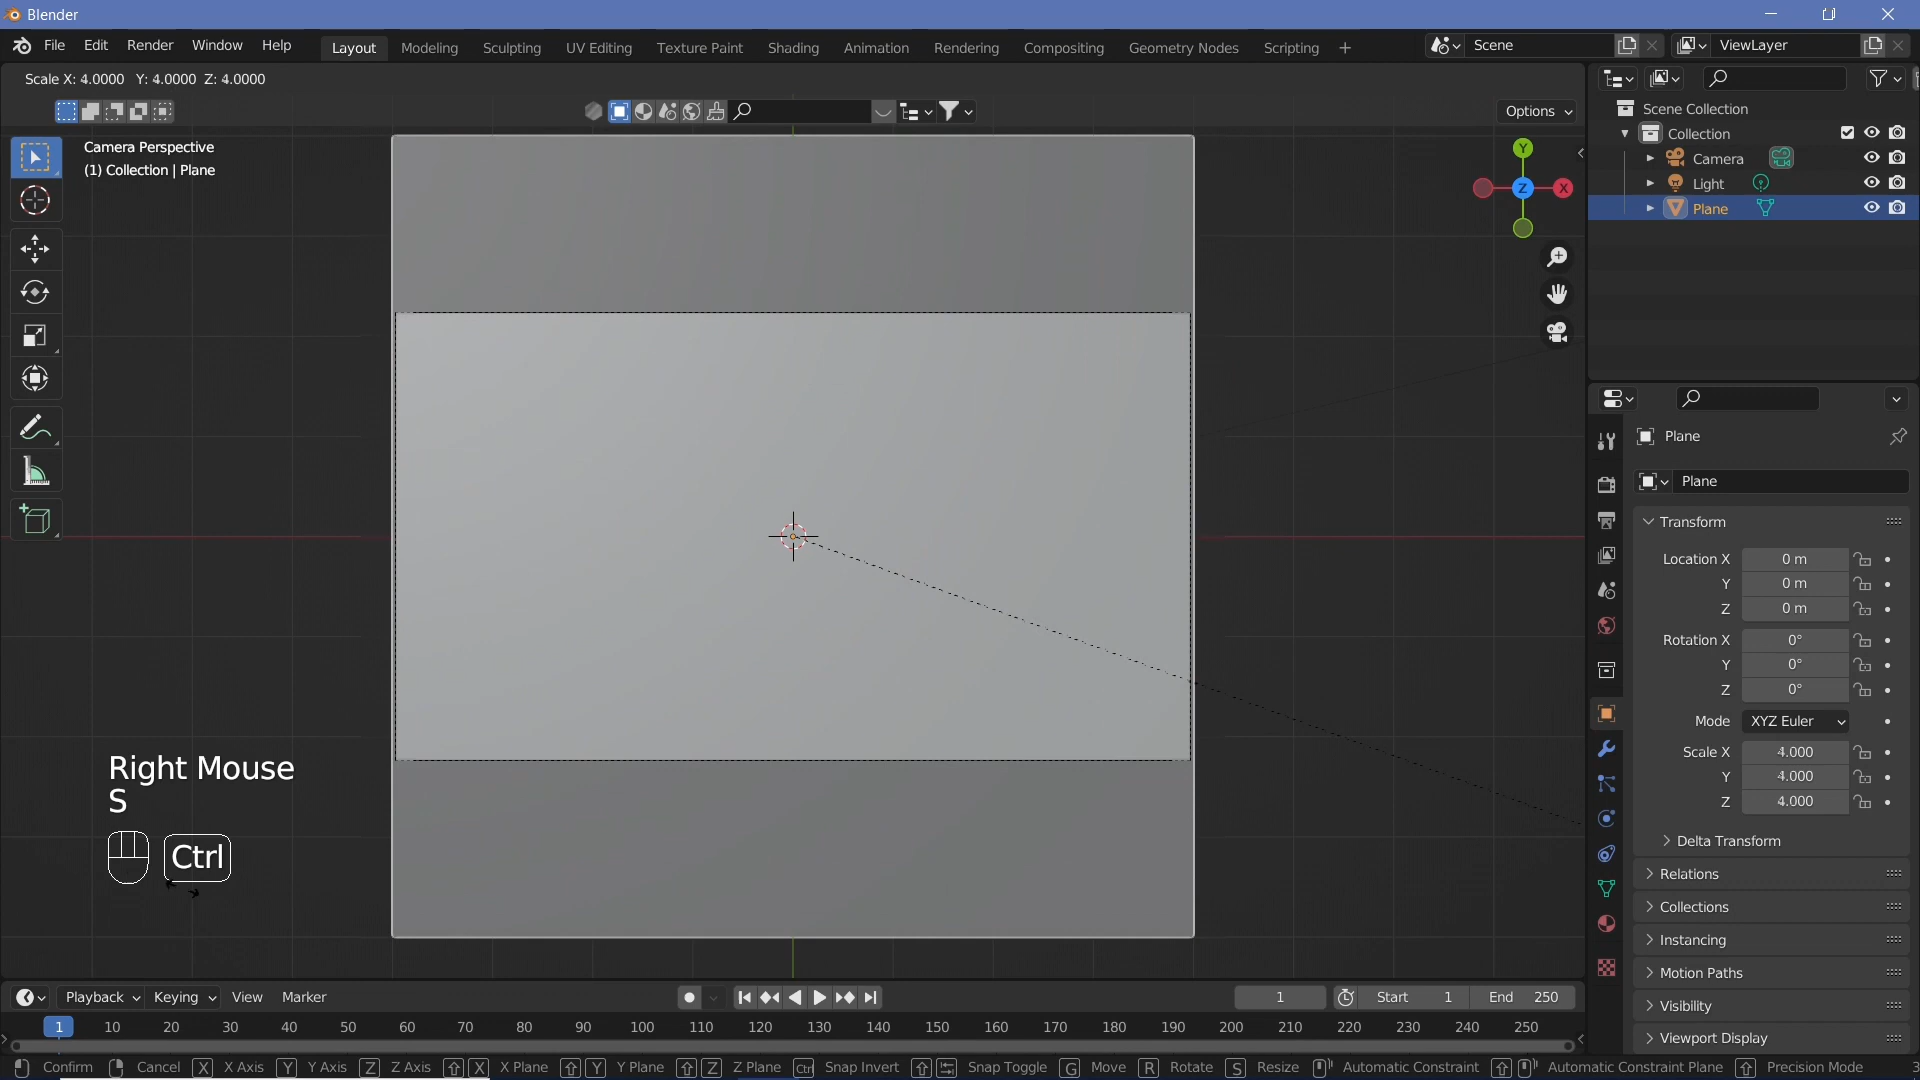 Blender
File Edit Render Window Help Layout Modeling Sculpting UV Editing Texture Paint Shading Animation Rendering Compositing Geometry Nodes Scripting + Scene ViewLayer
Scale X: 4.0000 Y: 4.0000 Z: 4.0000
Options
Camera Perspective
(1) Collection | Plane
Y
Z
X
Scene Collection
Collection
Camera
Light
Plane
Plane
Plane
Transform
Location X 0 m
Y 0 m
Z 0 m
Rotation X 0°
Y 0°
Z 0°
Mode XYZ Euler
Scale X 4.000
Y 4.000
Z 4.000
Delta Transform
Relations
Collections
Instancing
Motion Paths
Visibility
Viewport Display
Right Mouse
S
Ctrl
Playback Keying View Marker 1 Start 1 End 250
1 10 20 30 40 50 60 70 80 90 100 110 120 130 140 150 160 170 180 190 200 210 220 230 240 250
Confirm Cancel X X Axis Y Y Axis Z Z Axis X X Plane Y Y Plane Z Z Plane Ctrl Snap Invert Snap Toggle G Move R Rotate S Resize Automatic Constraint Automatic Constraint Plane Precision Mode